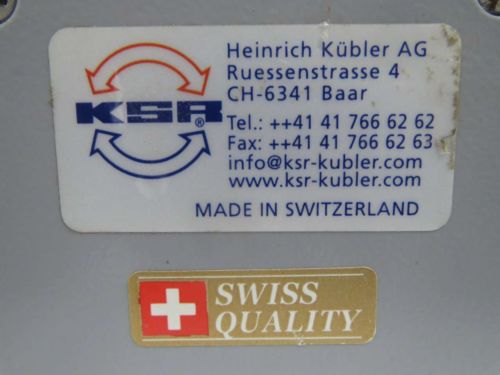 KSR®
Heinrich Kübler AG
Ruessenstrasse 4
CH-6341 Baar
Tel.: ++41 41 766 62 62
Fax: ++41 41 766 62 63
info@ksr-kubler.com
www.ksr-kubler.com
MADE IN SWITZERLAND
SWISS
QUALITY